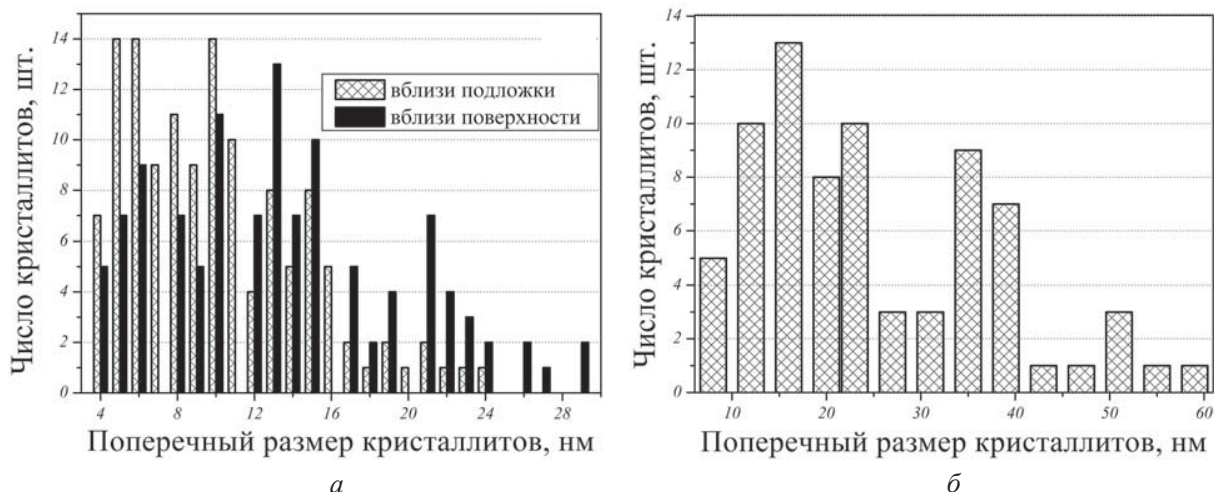 Число кристаллитов, шт.
14
12
10
8
6
4
2
0
вблизи подложки
вблизи поверхности
4 8 12 16 20 24 28
Поперечный размер кристаллитов, нм
а
Число кристаллитов, шт.
14
12
10
8
6
4
2
0
10 20 30 40 50 60
Поперечный размер кристаллитов, нм
б